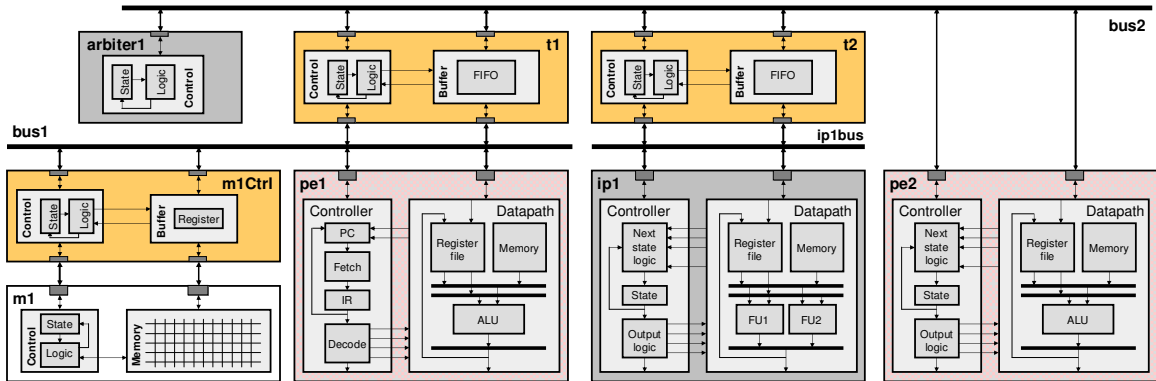 bus2
arbiter1
State
Logic
Control
t1
Control
State
Logic
Buffer
FIFO
t2
Control
State
Logic
Buffer
FIFO
bus1
ip1bus
m1Ctrl
Control
State
Logic
Buffer
Register
m1
Control
State
Logic
Memory
pe1
Controller
PC
Fetch
IR
Decode
Datapath
Register
file
Memory
ALU
ip1
Controller
Next
state
logic
State
Output
logic
Datapath
Register
file
Memory
FU1
FU2
pe2
Controller
Next
state
logic
State
Output
logic
Datapath
Register
file
Memory
ALU